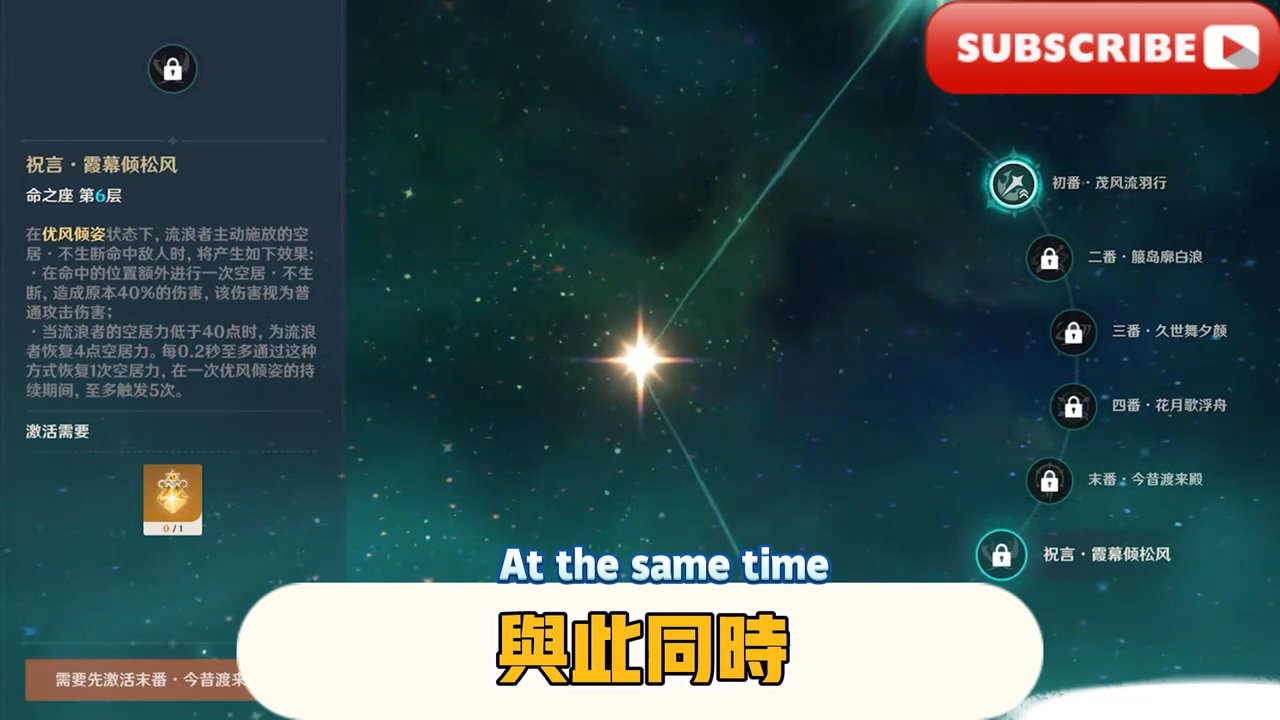 SUBSCRIBE
祝言·霞幕倾松风
命之座 第6层
在优风倾姿状态下, 流浪者主动施放的空
居·不生断命中敌人时, 将产生如下效果:
·在命中的位置额外进行一次空居·不生
断, 造成原本40%的伤害, 该伤害视为普
通攻击伤害;
·当流浪者的空居力低于40点时, 为流浪
者恢复4点空居力。每0.2秒至多通过这种
方式恢复1次空居力, 在一次优风倾姿的持
续期间, 至多触发5次。
激活需要
0/1
需要先激活末番·今昔渡来
初番·茂风流羽行
二番·籰岛廓白浪
三番·久世舞夕颜
四番·花月歌浮舟
末番·今昔渡来殿
祝言·霞幕倾松风
At the same time
與此同時